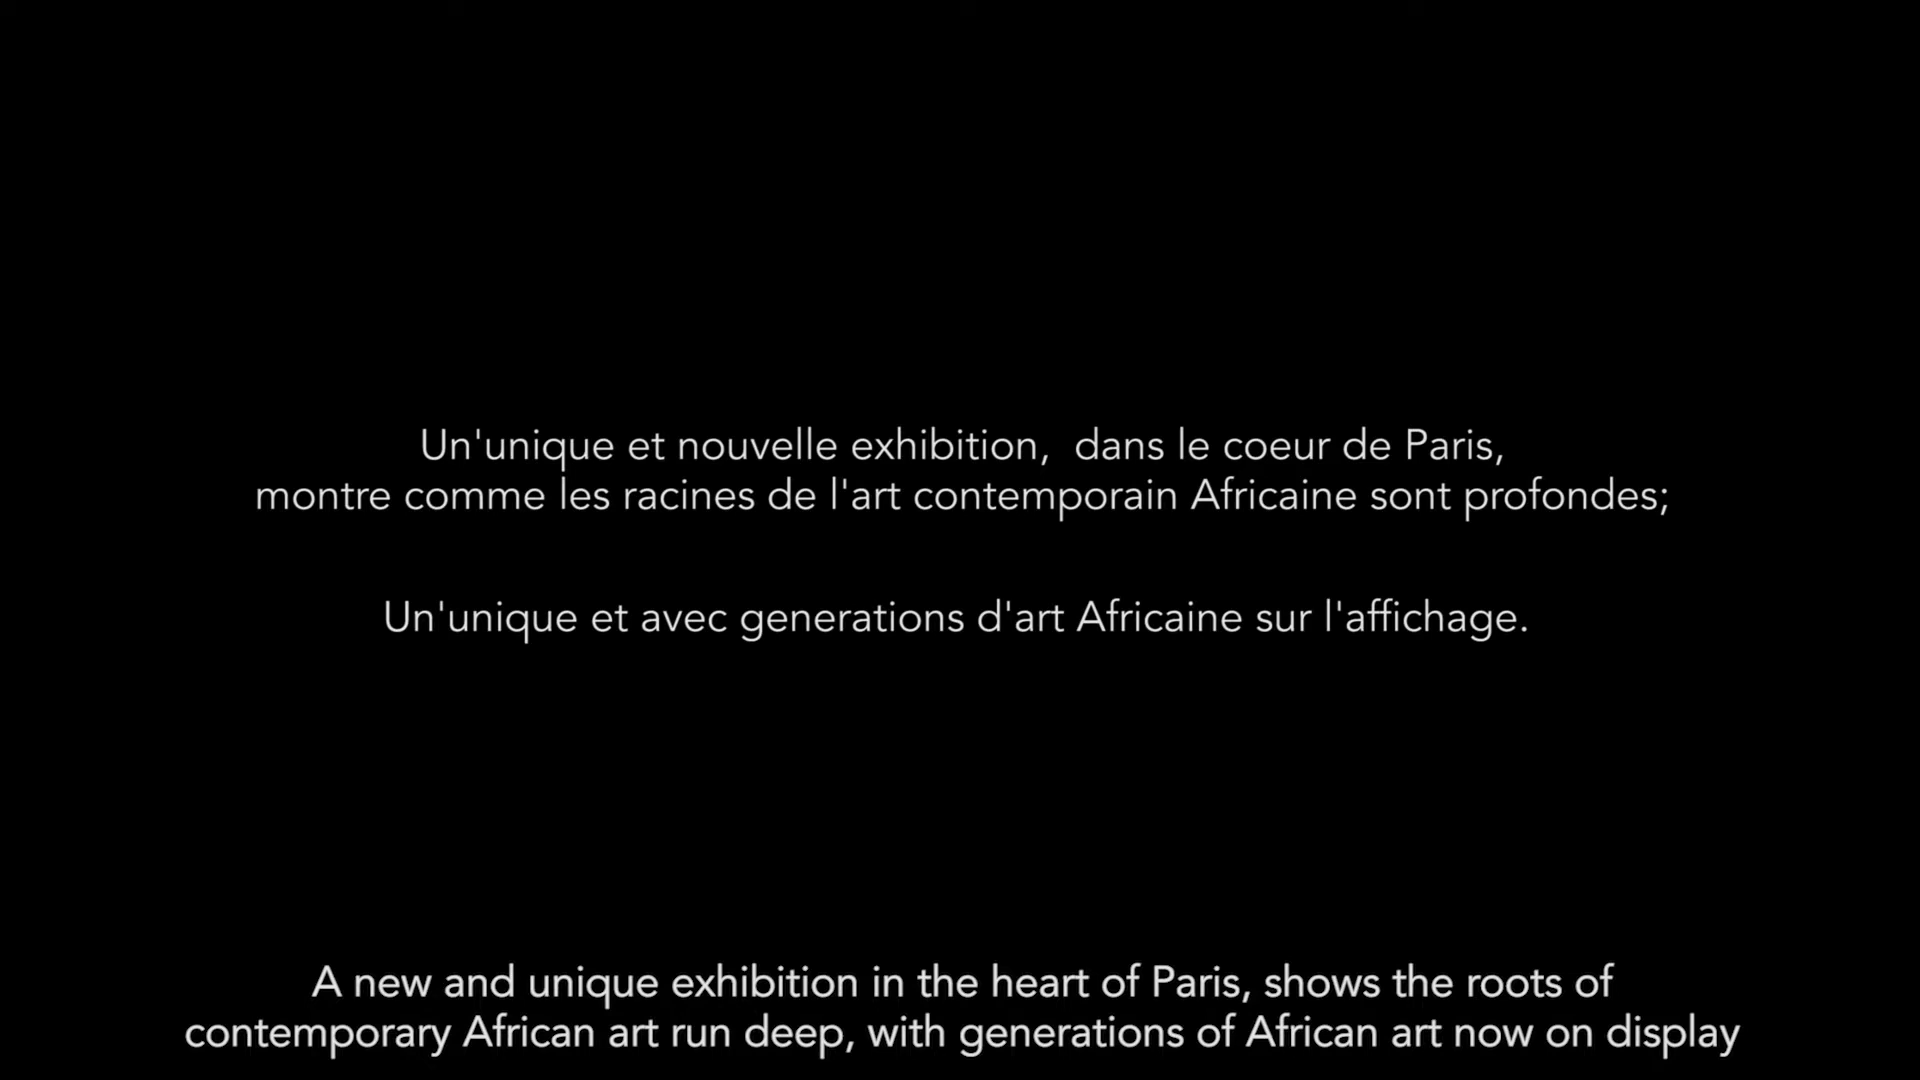 Un'unique et nouvelle exhibition,  dans le coeur de Paris,
montre comme les racines de l'art contemporain Africaine sont profondes;
Un'unique et avec generations d'art Africaine sur l'affichage.
A new and unique exhibition in the heart of Paris, shows the roots of
contemporary African art run deep, with generations of African art now on display